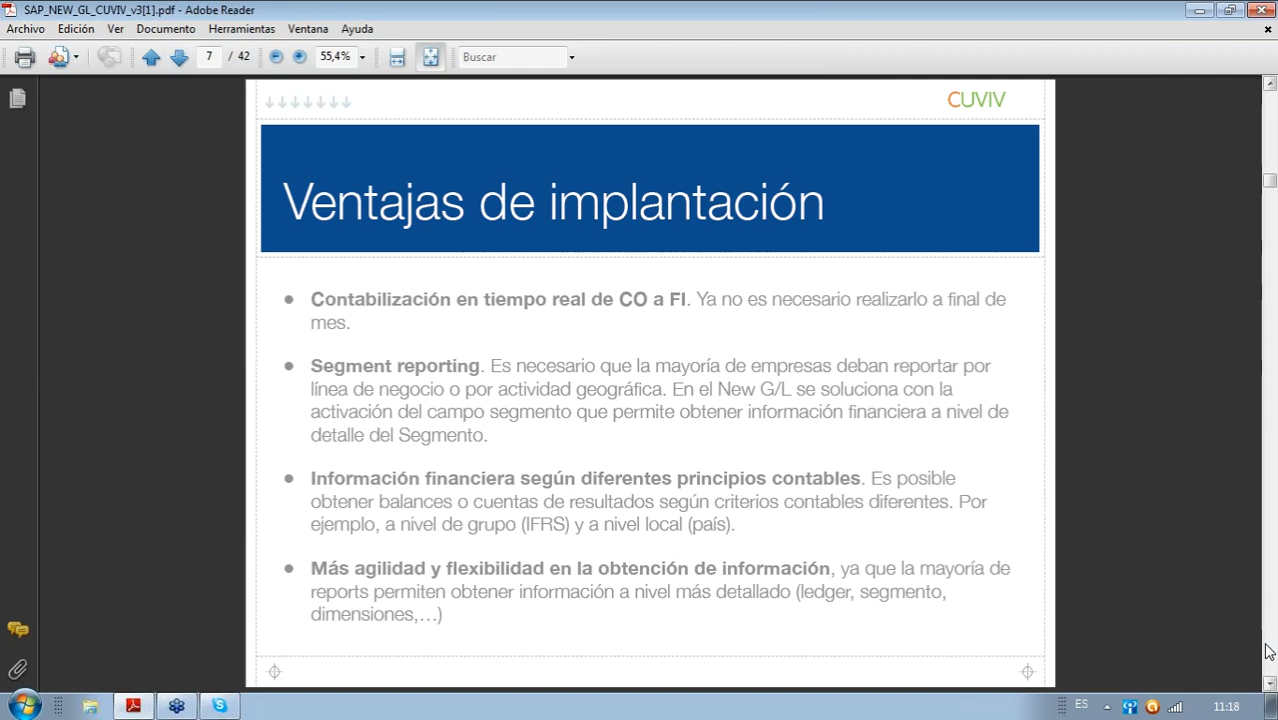 SAP_NEW_GL_CUVIV_v3[1].pdf - Adobe Reader
Archivo Edición Ver Documento Herramientas Ventana Ayuda
7 / 42 55,4% Buscar
CUVIV
Ventajas de implantación
● Contabilización en tiempo real de CO a FI. Ya no es necesario realizarlo a final de
mes.
● Segment reporting. Es necesario que la mayoría de empresas deban reportar por
línea de negocio o por actividad geográfica. En el New G/L se soluciona con la
activación del campo segmento que permite obtener información financiera a nivel de
detalle del Segmento.
● Información financiera según diferentes principios contables. Es posible
obtener balances o cuentas de resultados según criterios contables diferentes. Por
ejemplo, a nivel de grupo (IFRS) y a nivel local (país).
● Más agilidad y flexibilidad en la obtención de información, ya que la mayoría de
reports permiten obtener información a nivel más detallado (ledger, segmento,
dimensiones,…)
ES 11:18